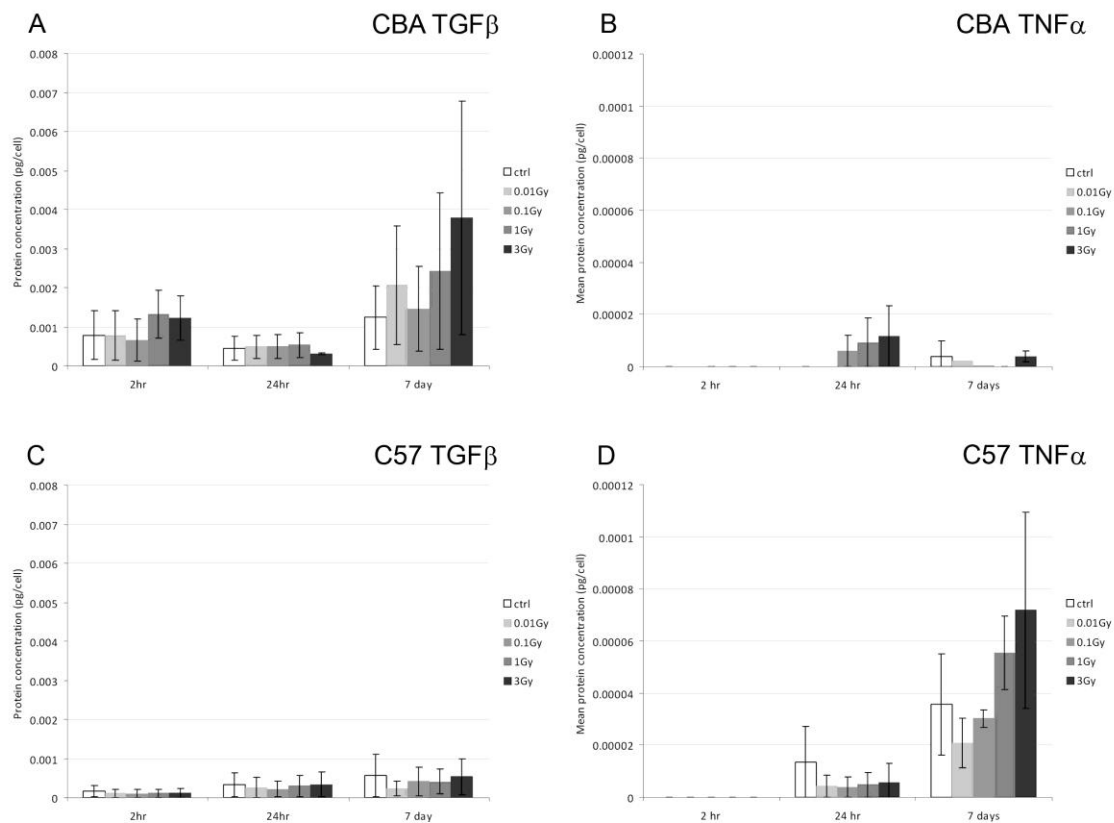 A
CBA TGFβ
Protein concentration (pg/cell)
0.008
0.007
0.006
0.005
0.004
0.003
0.002
0.001
0
2hr
24hr
7 day
ctrl
0.01Gy
0.1Gy
1Gy
3Gy
B
CBA TNFα
Mean protein concentration (pg/cell)
0.00012
0.0001
0.00008
0.00006
0.00004
0.00002
0
2 hr
24 hr
7 days
ctrl
0.01Gy
0.1Gy
1Gy
3Gy
C
C57 TGFβ
Protein concentration (pg/cell)
0.008
0.007
0.006
0.005
0.004
0.003
0.002
0.001
0
2hr
24hr
7 day
ctrl
0.01Gy
0.1Gy
1Gy
3Gy
D
C57 TNFα
Mean protein concentration (pg/cell)
0.00012
0.0001
0.00008
0.00006
0.00004
0.00002
0
2 hr
24 hr
7 days
ctrl
0.01Gy
0.1Gy
1Gy
3Gy